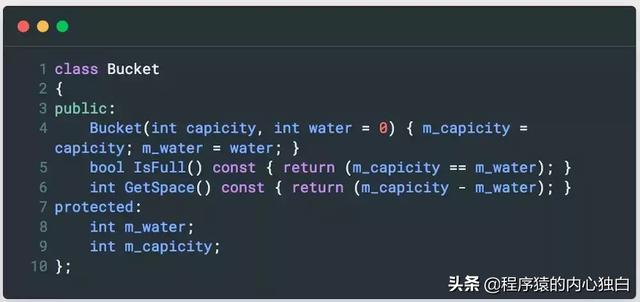 1 class Bucket
2 {
3 public:
4     Bucket(int capicity, int water = 0) { m_capicity =
capicity; m_water = water; }
5     bool IsFull() const { return (m_capicity == m_water); }
6     int GetSpace() const { return (m_capicity - m_water); }
7 protected:
8     int m_water;
9     int m_capicity;
10 };
头条 @程序猿的内心独白